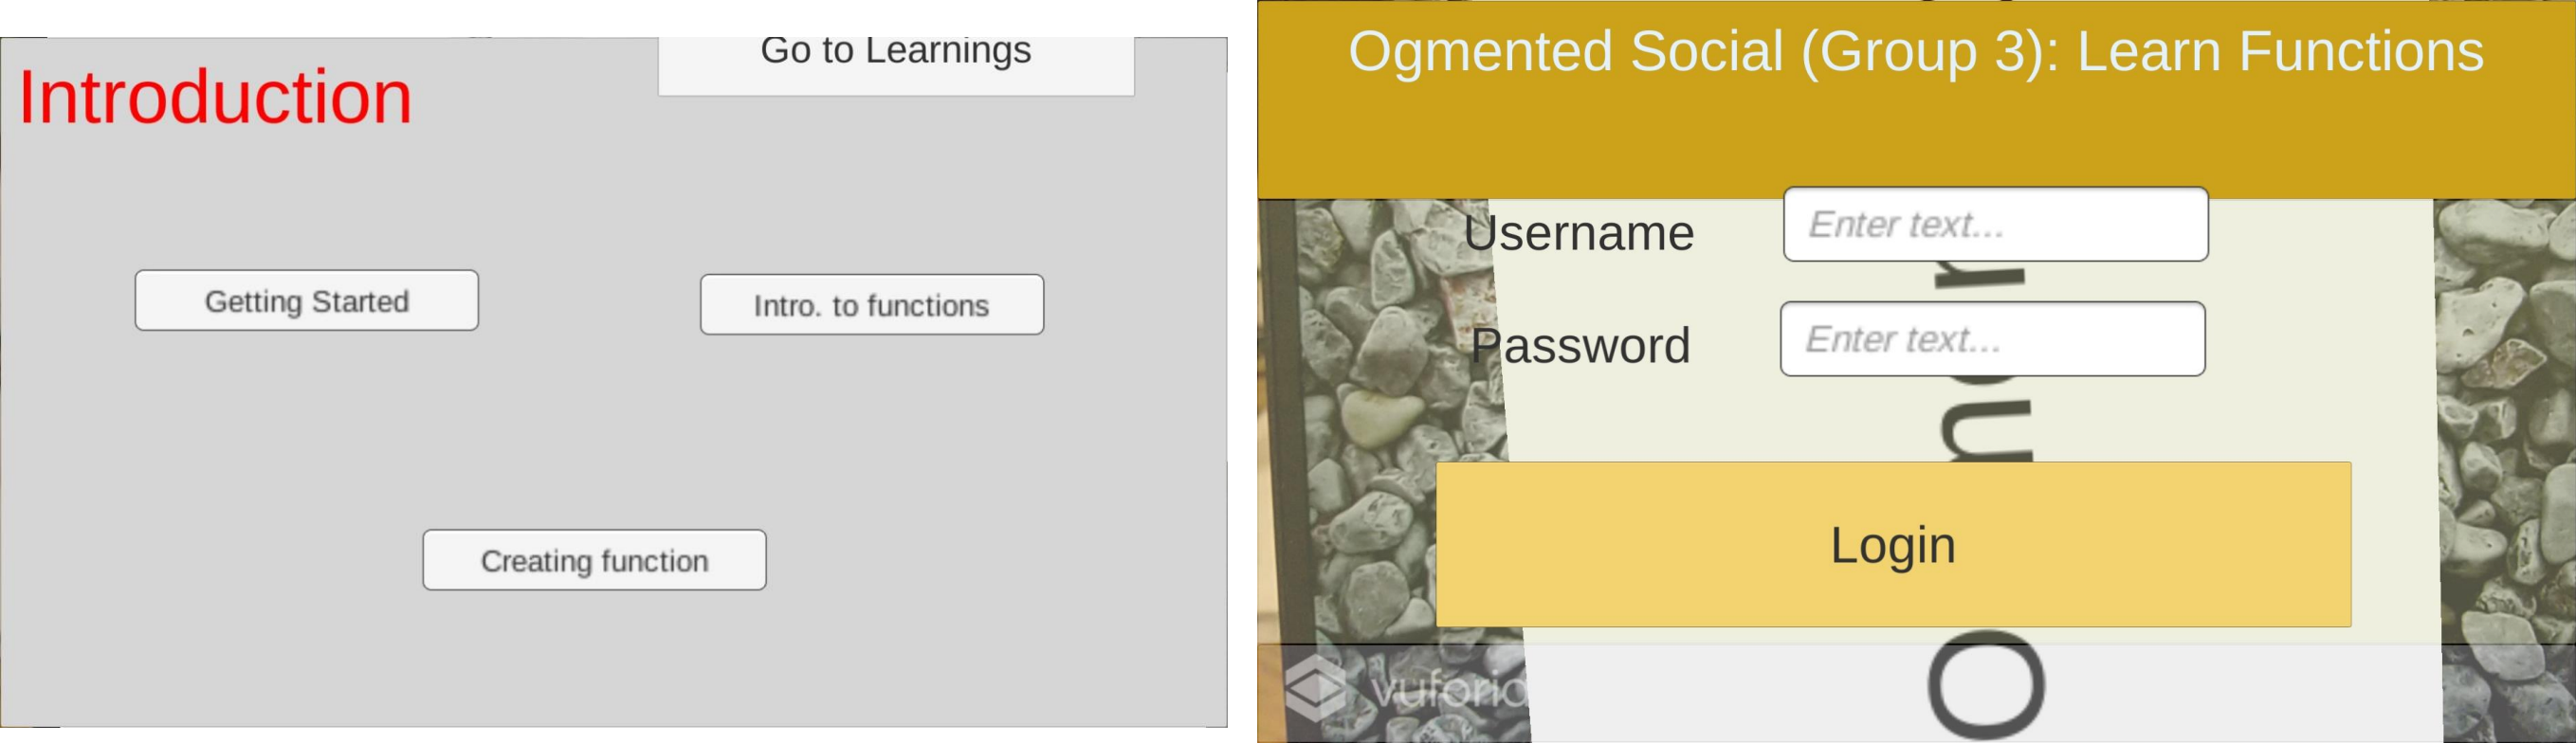 Go to Learnings
Introduction
Getting Started
Intro. to functions
Creating function
Ogmented Social (Group 3): Learn Functions
Username
Enter text...
Password
Enter text...
Login
vuforia